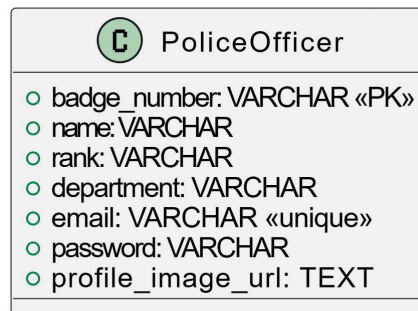 C PoliceOfficer
badge_number: VARCHAR «PK»
name: VARCHAR
rank: VARCHAR
department: VARCHAR
email: VARCHAR «unique»
password: VARCHAR
profile_image_url: TEXT